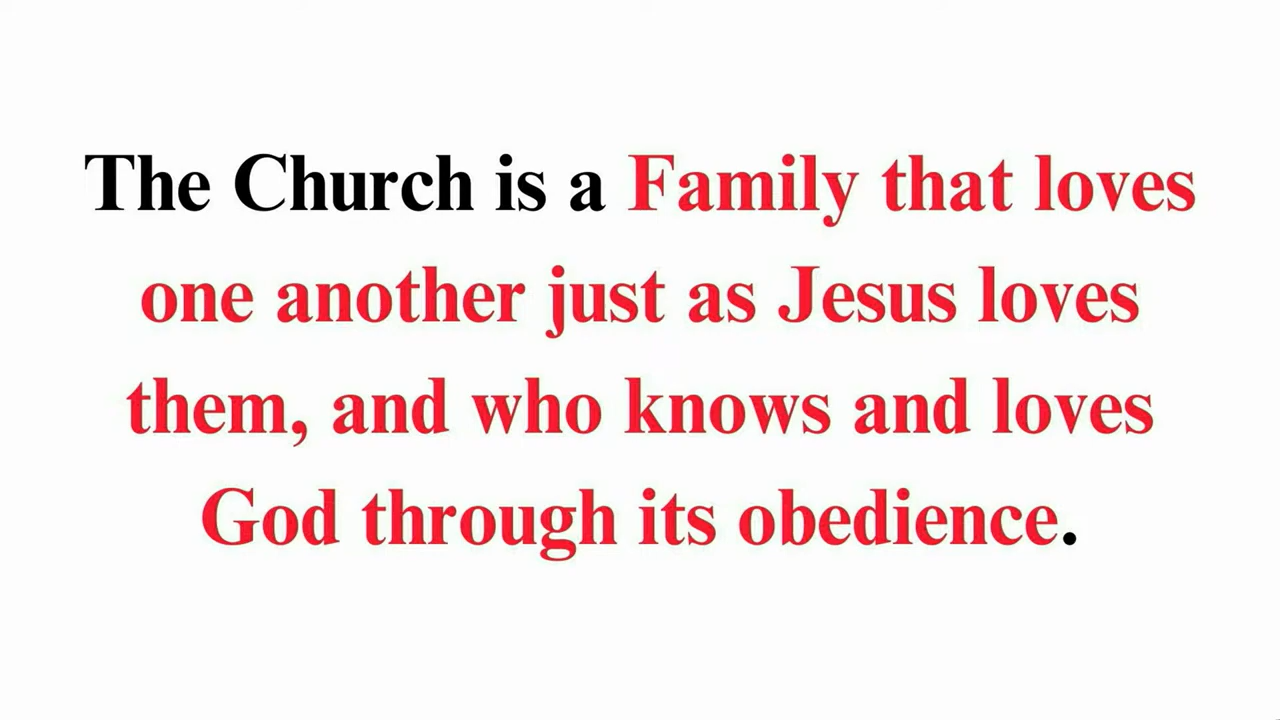 The Church is a Family that loves
one another just as Jesus loves
them, and who knows and loves
God through its obedience.